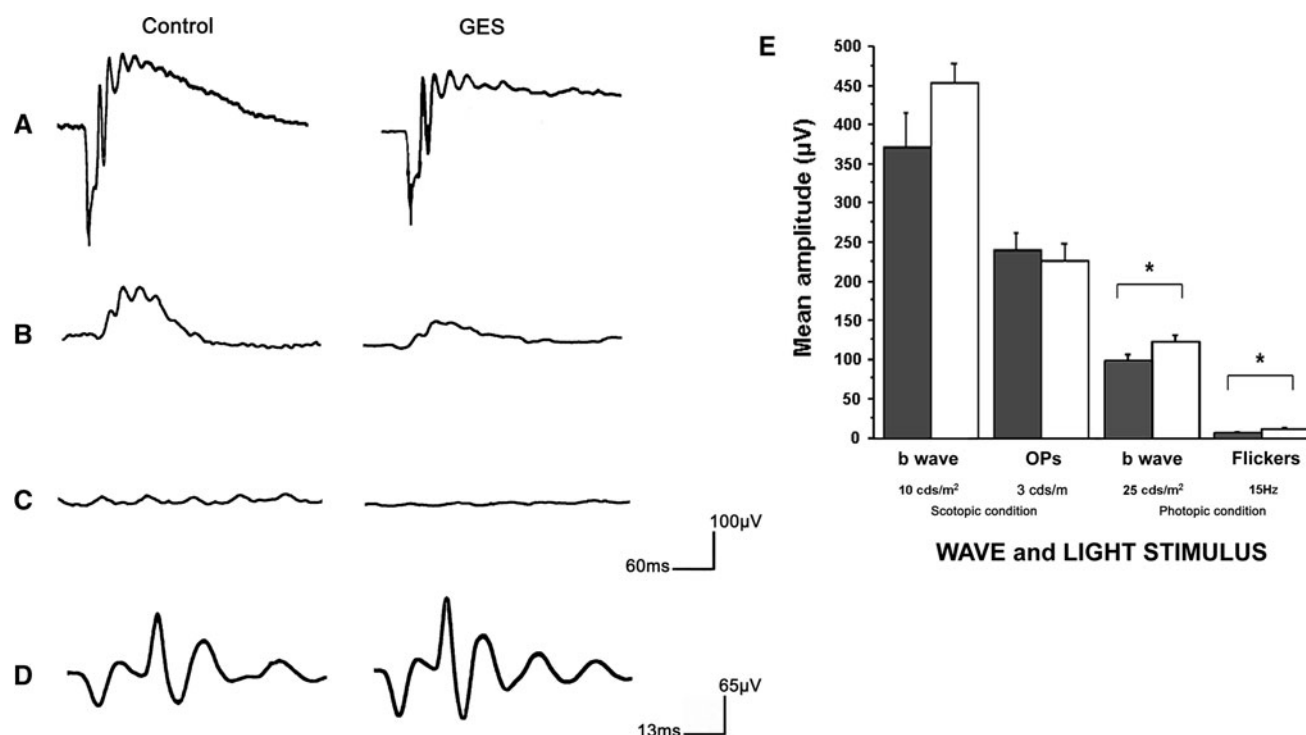 Control GES
A
B
C
100µV
60ms
D
65µV
13ms
E
Mean amplitude (µV)
500
450
400
350
300
250
200
150
100
50
0
*
*
b wave OPs b wave Flickers
10 cds/m² 3 cds/m 25 cds/m² 15Hz
Scotopic condition Photopic condition
WAVE and LIGHT STIMULUS